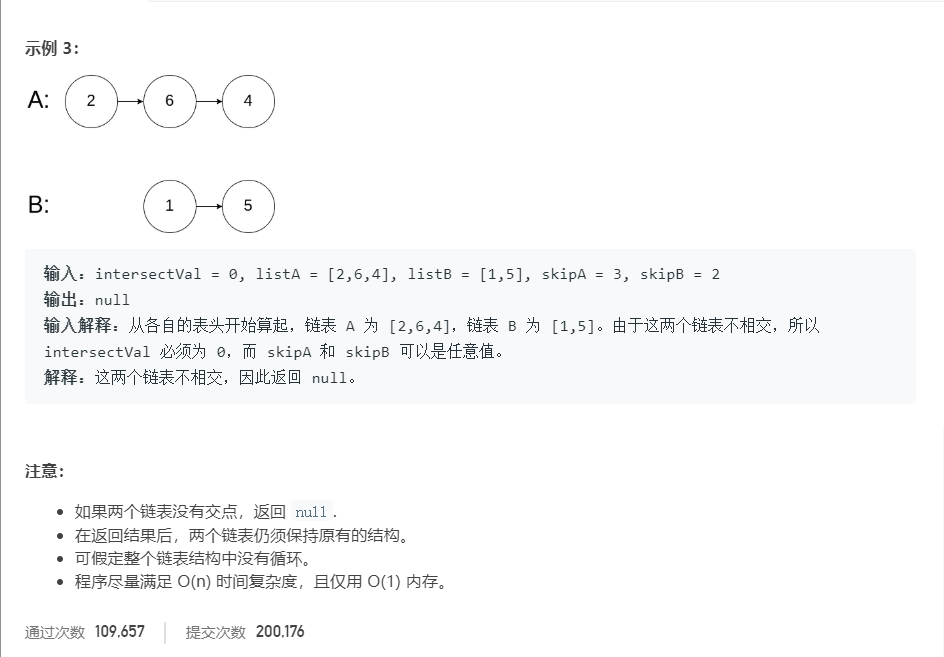 示例 3：
A: 2 6 4
B: 1 5
输入：intersectVal = 0, listA = [2,6,4], listB = [1,5], skipA = 3, skipB = 2
输出：null
输入解释：从各自的表头开始算起，链表 A 为 [2,6,4]，链表 B 为 [1,5]。由于这两个链表不相交，所以
intersectVal 必须为 0，而 skipA 和 skipB 可以是任意值。
解释：这两个链表不相交，因此返回 null。
注意：
如果两个链表没有交点，返回 null .
在返回结果后，两个链表仍须保持原有的结构。
可假定整个链表结构中没有循环。
程序尽量满足 O(n) 时间复杂度，且仅用 O(1) 内存。
通过次数 109,657 提交次数 200,176